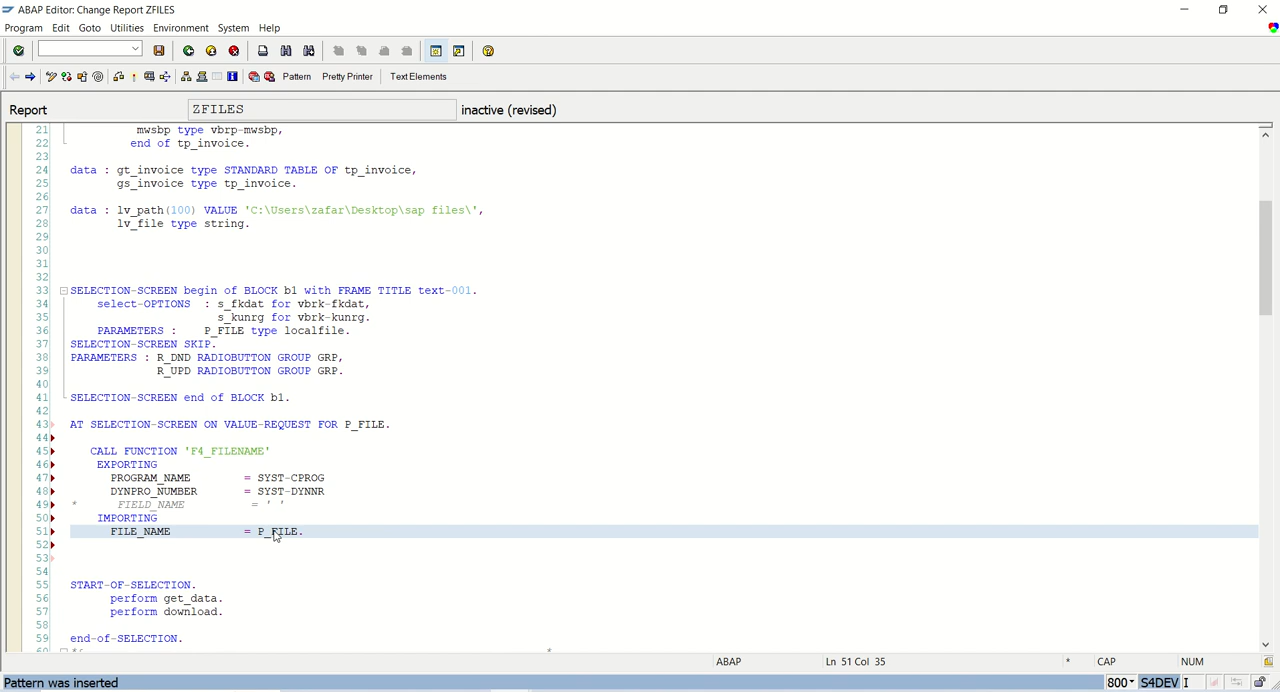 ABAP Editor: Change Report ZFILES
Program Edit Goto Utilities Environment System Help
Pattern Pretty Printer Text Elements
Report ZFILES inactive (revised)
21 mwsbp type vbrp-mwsbp,
22 end of tp_invoice.
23
24 data : gt_invoice type STANDARD TABLE OF tp_invoice,
25 gs_invoice type tp_invoice.
26
27 data : lv_path(100) VALUE 'C:\Users\zafar\Desktop\sap files\',
28 lv_file type string.
29
30
31
32
33 SELECTION-SCREEN begin of BLOCK b1 with FRAME TITLE text-001.
34 select-OPTIONS : s_fkdat for vbrk-fkdat,
35 s_kunrg for vbrk-kunrg.
36 PARAMETERS : P_FILE type localfile.
37 SELECTION-SCREEN SKIP.
38 PARAMETERS : R_DND RADIOBUTTON GROUP GRP,
39 R_UPD RADIOBUTTON GROUP GRP.
40
41 SELECTION-SCREEN end of BLOCK b1.
42
43 AT SELECTION-SCREEN ON VALUE-REQUEST FOR P_FILE.
44
45 CALL FUNCTION 'F4_FILENAME'
46 EXPORTING
47 PROGRAM_NAME = SYST-CPROG
48 DYNPRO_NUMBER = SYST-DYNNR
49 * FIELD_NAME = ' '
50 IMPORTING
51 FILE_NAME = P_FILE.
52
53
54
55 START-OF-SELECTION.
56 perform get_data.
57 perform download.
58
59 end-of-SELECTION.
ABAP Ln 51 Col 35 * CAP NUM
Pattern was inserted 800 S4DEV